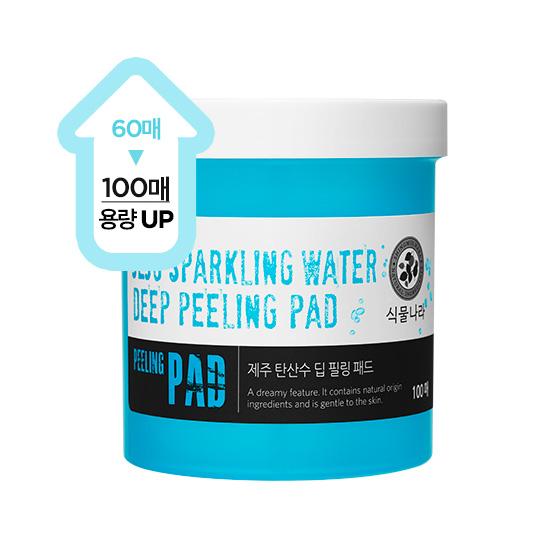 60매
100매
용량 UP
SPARKLING WATER
DEEP PEELING PAD
식물나라
PEELING
PAD
제주 탄산수 딥 필링 패드
A dreamy feature. It contains natural origin
ingredients and is gentle to the skin.
100매